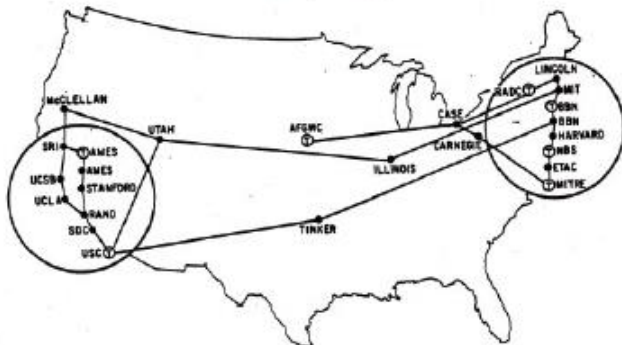 LINCOLN
RADC T
MIT
McCLELLAN
T BBN
CASE
BBN
UTAH
AFGWC
T
HARVARD
CARNEGIE
SRI
T AMES
T NBS
ILLINOIS
AMES
ETAC
UCSB
STANFORD
T MITRE
UCLA
RAND
SDC
TINKER
USC T